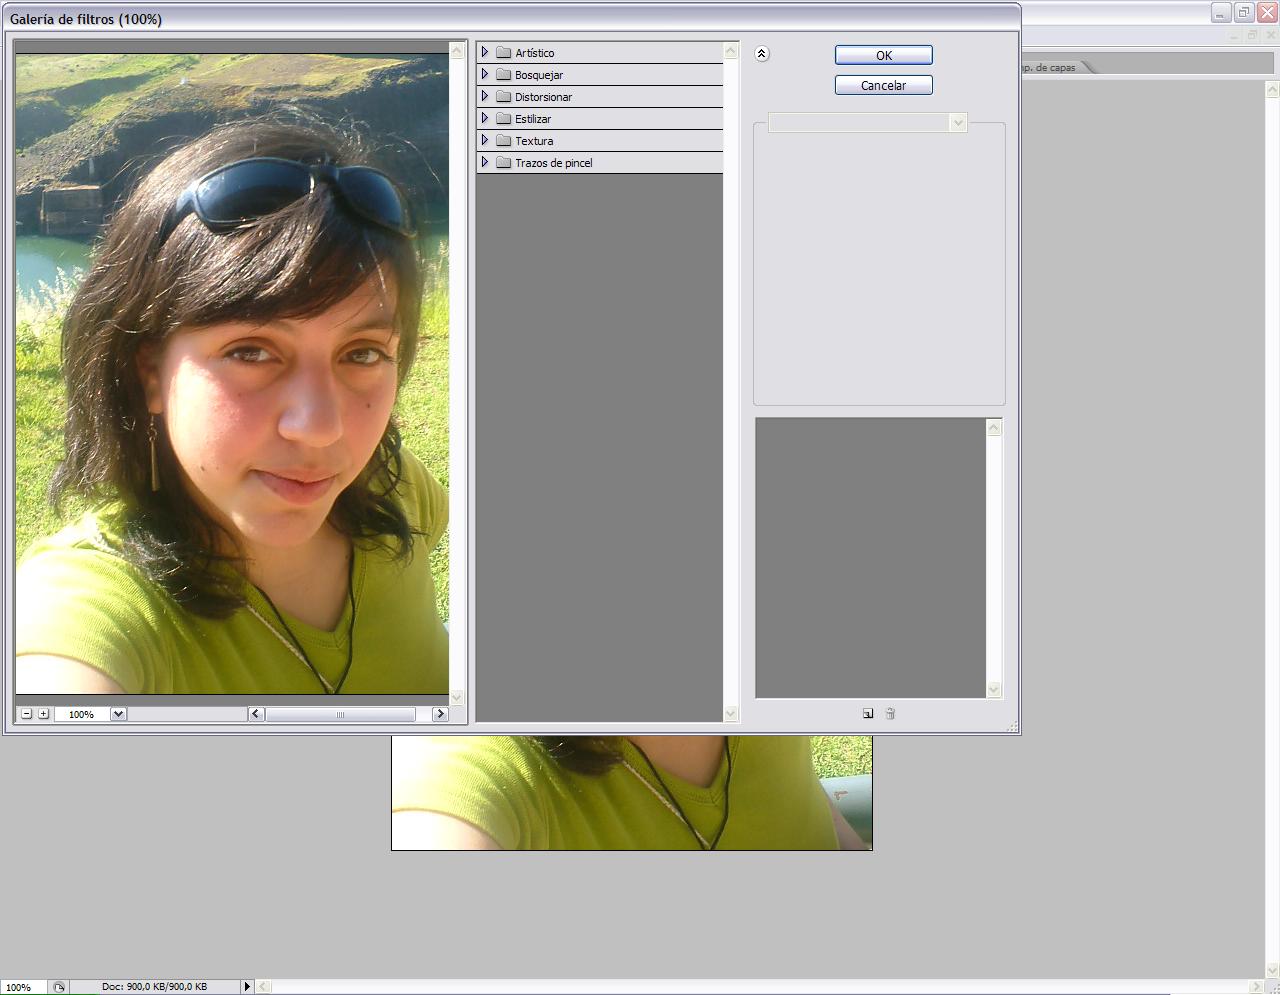 Galería de filtros (100%)
Artístico
Bosquejar
Distorsionar
Estilizar
Textura
Trazos de pincel
OK
Cancelar
p. de capas
100%
100%
Doc: 900,0 KB/900,0 KB